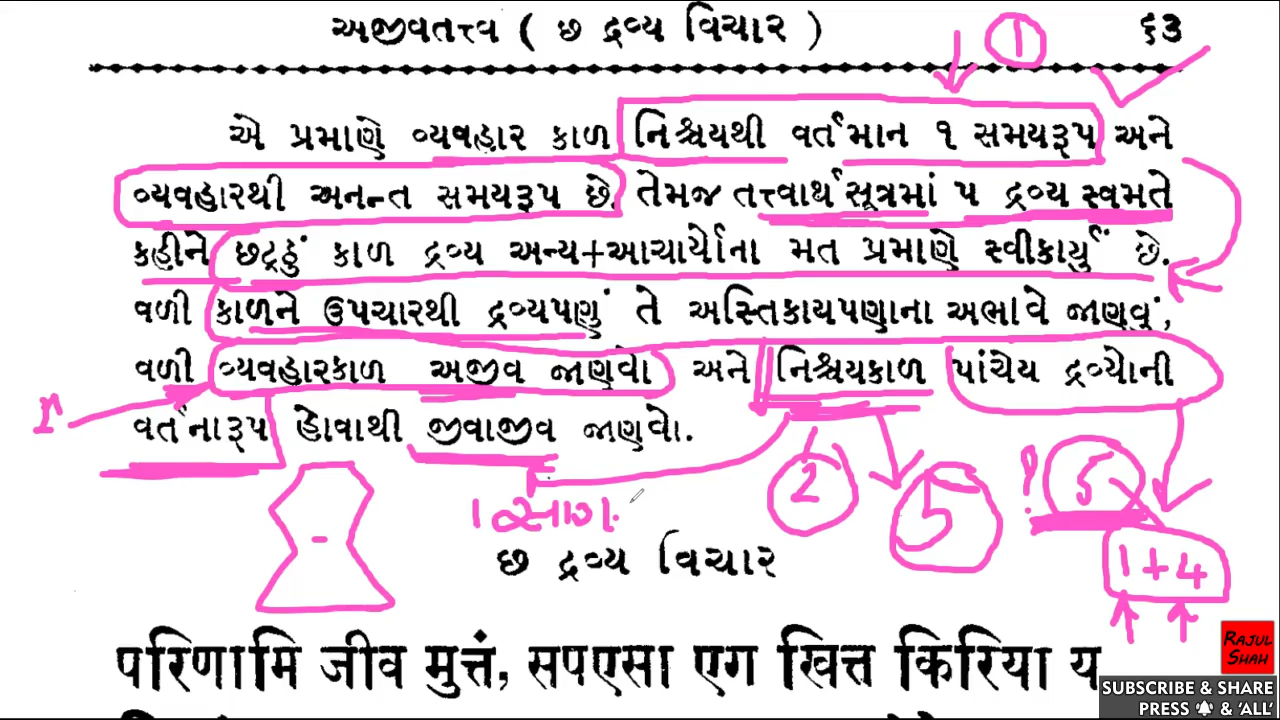 અજીવતત્ત્વ ( છ દ્રવ્ય વિચાર )
૬૩
1
એ પ્રમાણે વ્યવહાર કાળ નિશ્ચયથી વર્તમાન ૧ સમયરૂપ અને
વ્યવહારથી અનન્ત સમયરૂપ છે. તેમજ તત્ત્વાર્થ સૂત્રમાં ૫ દ્રવ્ય સ્વમતે
કહીને છટ્ઠું કાળ દ્રવ્ય અન્ય+આચાર્યોના મત પ્રમાણે સ્વીકાર્યું છે.
વળી કાળને ઉપચારથી દ્રવ્યપણું તે અસ્તિકાયપણાના અભાવે જાણવું,
વળી વ્યવહારકાળ અજીવ જાણવો અને નિશ્ચયકાળ પાંચેય દ્રવ્યોની
વર્તનારૂપ હોવાથી જીવાજીવ જાણવો.
2
5
? 5
1+4
છ દ્રવ્ય વિચાર
परिणामि जीव मुत्तं, सपएसा एग खित्त किरिया य
RAJUL
SHAH
SUBSCRIBE & SHARE
PRESS & 'ALL'